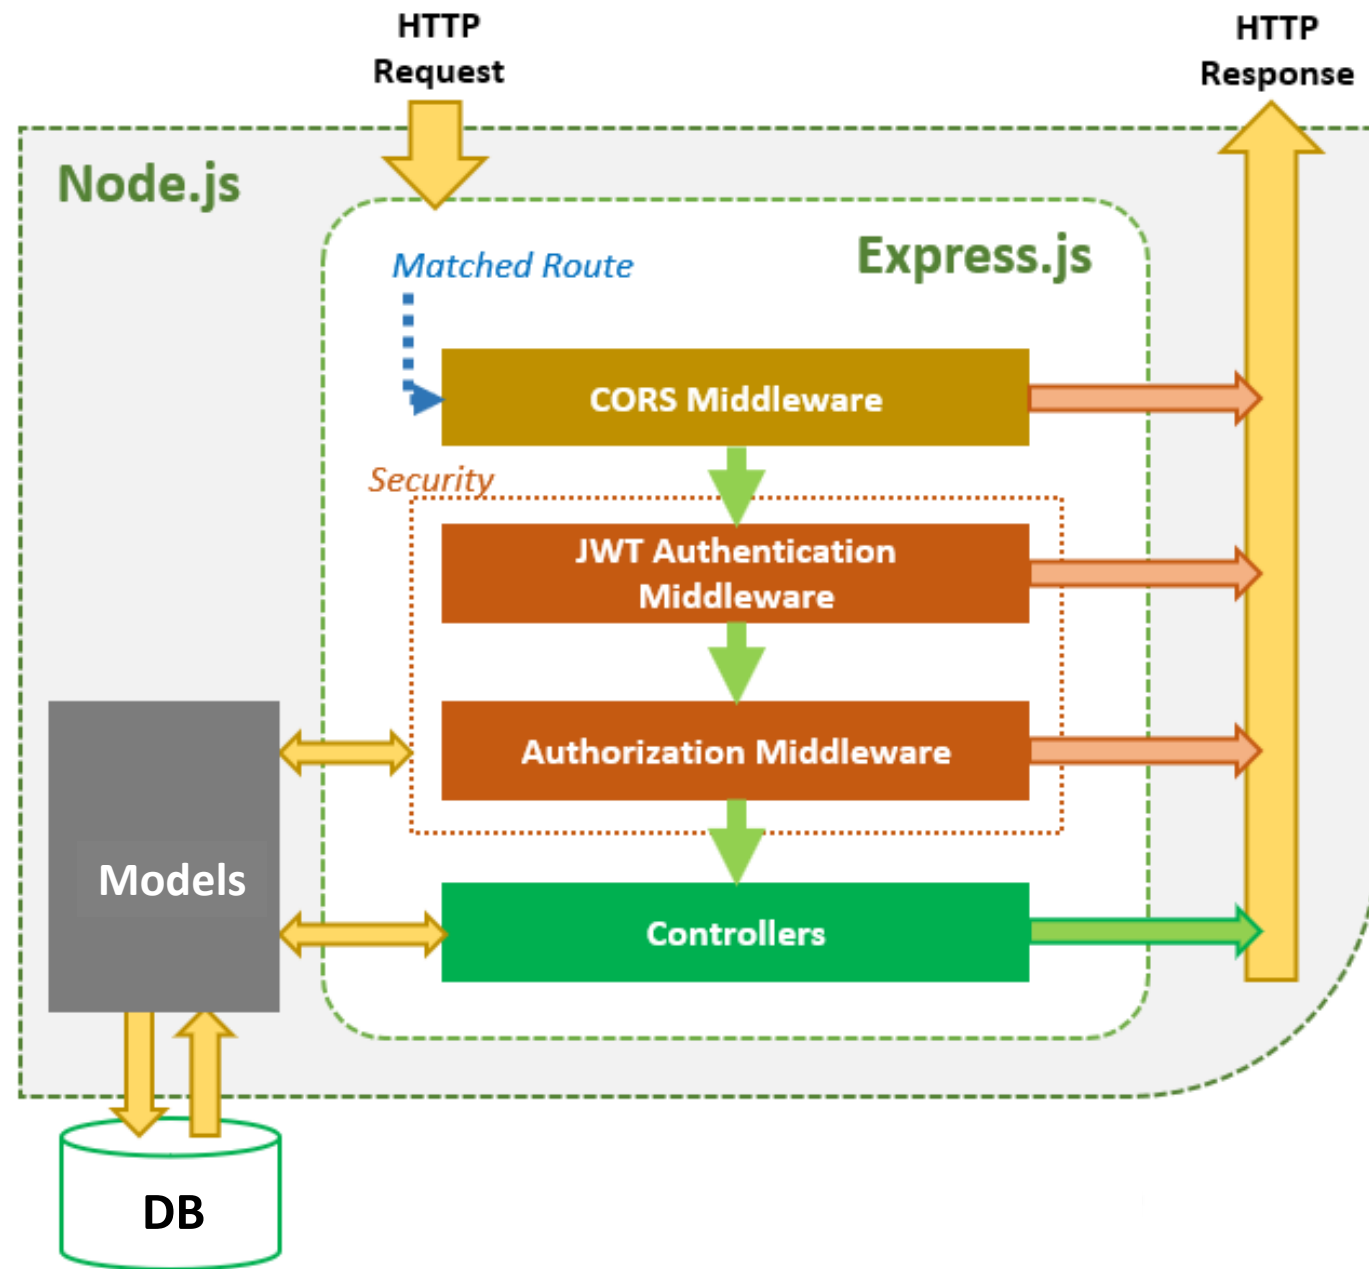 HTTP
Request
HTTP
Response
Node.js
Express.js
Matched Route
CORS Middleware
Security
JWT Authentication
Middleware
Authorization Middleware
Models
Controllers
DB